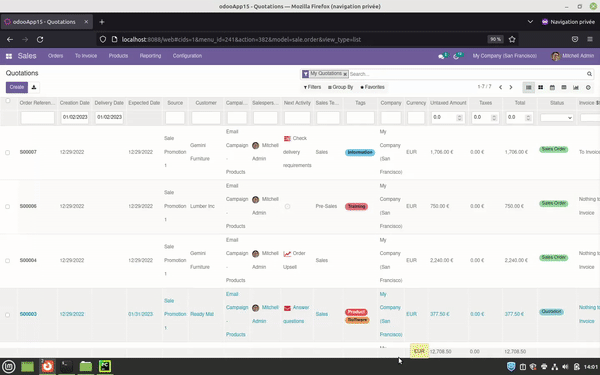 odooApp15 - Quotations — Mozilla Firefox (navigation privée)
odooApp15 - Quotations
Navigation privée
localhost:8088/web#cids=1&menu_id=241&action=382&model=sale.order&view_type=list
90 %
Sales
Orders
To Invoice
Products
Reporting
Configuration
My Company (San Francisco)
Mitchell Admin
Quotations
My Quotations
Search...
Create
Filters
Group By
Favorites
1-7 / 7
Order Referen...
Creation Date
Delivery Date
Expected Date
Source
Customer
Campai...
Salespers...
Next Activity
Sales Te...
Tags
Company
Currency
Untaxed Amount
Taxes
Total
Status
01/02/2023
01/02/2023
0.0
0.0
0.0
S00007
12/29/2022
12/29/2022
Sale Promotion 1
Gemini Furniture
Email Campaign - Products
Mitchell Admin
Check delivery requirements
Sales
Information
My Company (San Francisco)
EUR
1,706.00 €
0.00 €
1,706.00 €
Sales Order
To Invoice
S00006
12/29/2022
12/29/2022
Sale Promotion 1
Lumber Inc
Email Campaign - Products
Mitchell Admin
Pre-Sales
Training
My Company (San Francisco)
EUR
750.00 €
0.00 €
750.00 €
Sales Order
Nothing to Invoice
S00004
12/29/2022
12/29/2022
Sale Promotion 1
Gemini Furniture
Email Campaign - Products
Mitchell Admin
Order Upsell
Sales
My Company (San Francisco)
EUR
2,240.00 €
0.00 €
2,240.00 €
Sales Order
Nothing to Invoice
S00003
12/29/2022
01/31/2023
Sale Promotion 1
Ready Mat
Email Campaign - Products
Mitchell Admin
Answer questions
Sales
Product
Software
My Company (San Francisco)
EUR
377.50 €
0.00 €
377.50 €
Quotation
Nothing to Invoice
My
EUR
12,708.50
0.00
12,708.50
14:01